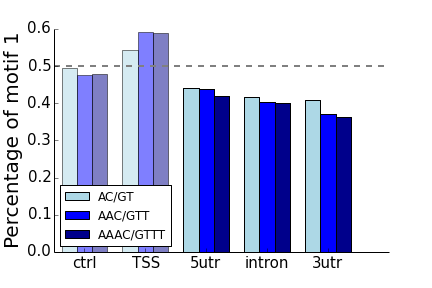 Percentage of motif 1
0.6
0.5
0.4
0.3
0.2
0.1
0.0
AC/GT
AAC/GTT
AAAC/GTTT
ctrl TSS 5utr intron 3utr